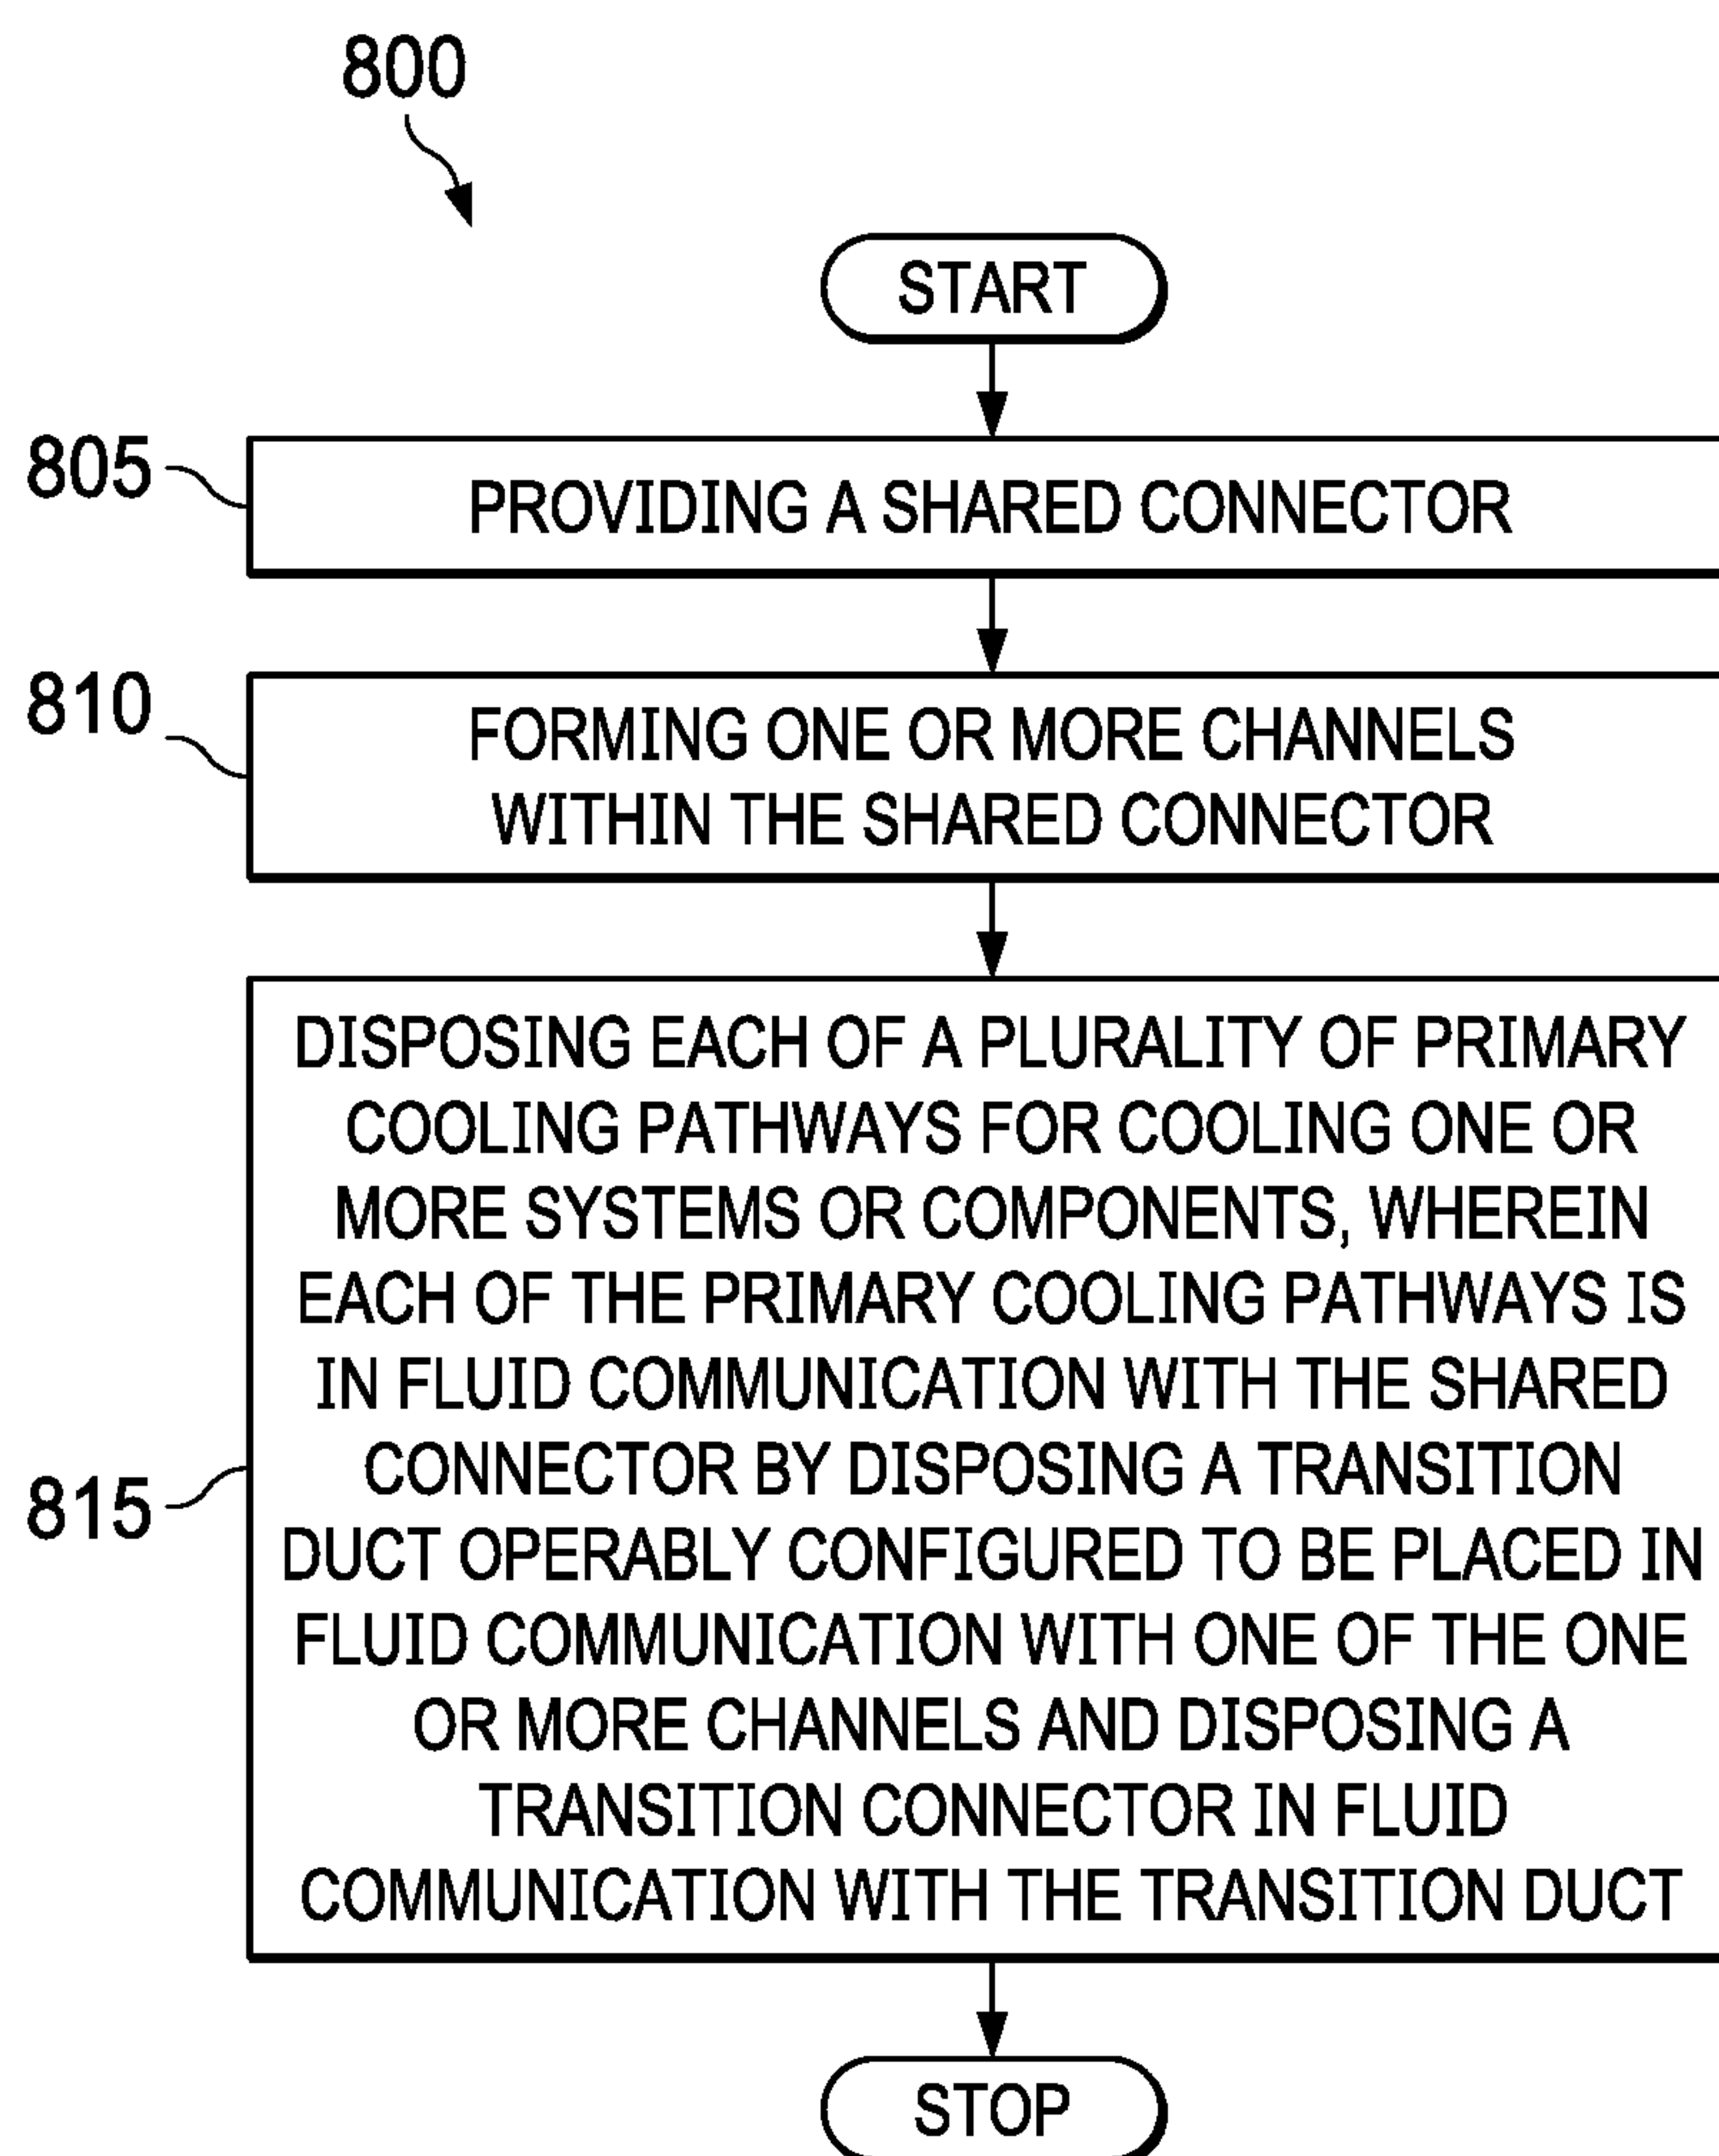 800
START
805
PROVIDING A SHARED CONNECTOR
810
FORMING ONE OR MORE CHANNELS
WITHIN THE SHARED CONNECTOR
815
DISPOSING EACH OF A PLURALITY OF PRIMARY
COOLING PATHWAYS FOR COOLING ONE OR
MORE SYSTEMS OR COMPONENTS, WHEREIN
EACH OF THE PRIMARY COOLING PATHWAYS IS
IN FLUID COMMUNICATION WITH THE SHARED
CONNECTOR BY DISPOSING A TRANSITION
DUCT OPERABLY CONFIGURED TO BE PLACED IN
FLUID COMMUNICATION WITH ONE OF THE ONE
OR MORE CHANNELS AND DISPOSING A
TRANSITION CONNECTOR IN FLUID
COMMUNICATION WITH THE TRANSITION DUCT
STOP